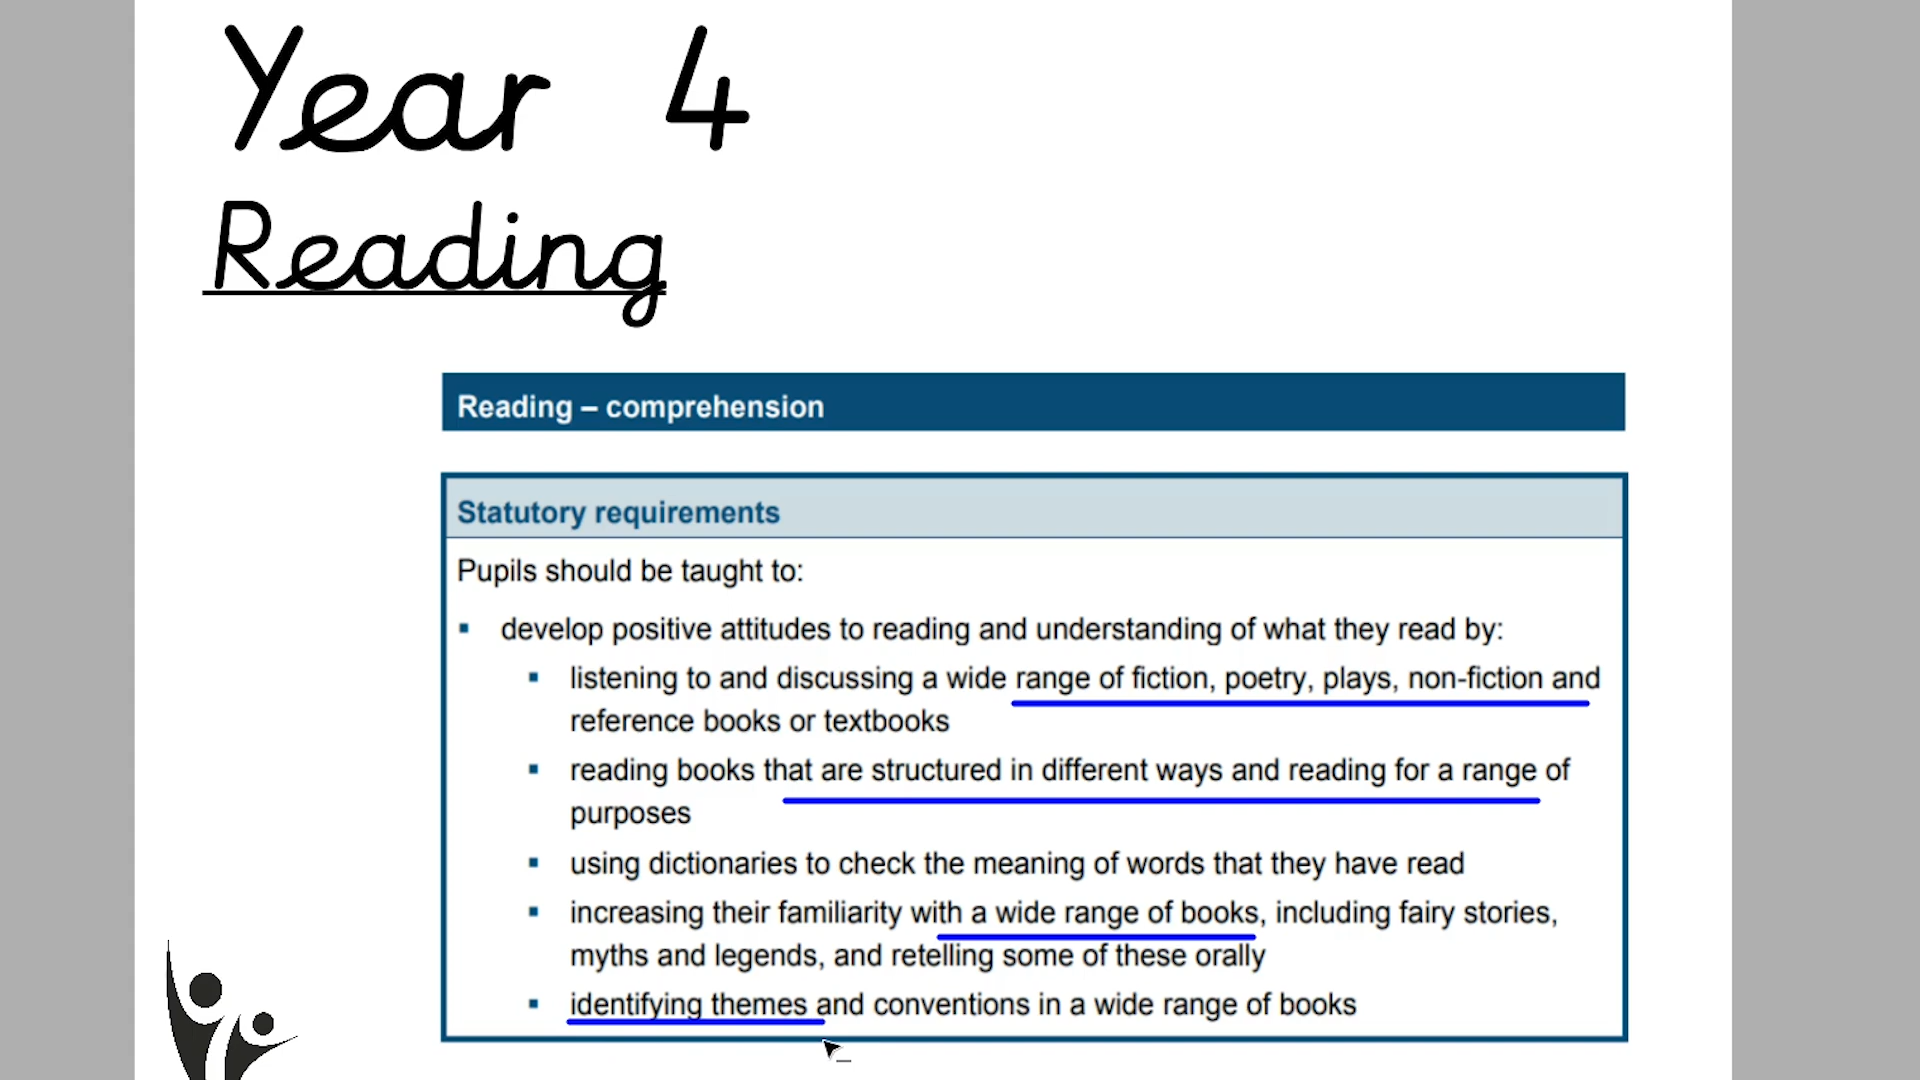 Year 4
Reading
Reading – comprehension
Statutory requirements
Pupils should be taught to:
▪ develop positive attitudes to reading and understanding of what they read by:
▪ listening to and discussing a wide range of fiction, poetry, plays, non-fiction and
reference books or textbooks
▪ reading books that are structured in different ways and reading for a range of
purposes
▪ using dictionaries to check the meaning of words that they have read
▪ increasing their familiarity with a wide range of books, including fairy stories,
myths and legends, and retelling some of these orally
▪ identifying themes and conventions in a wide range of books